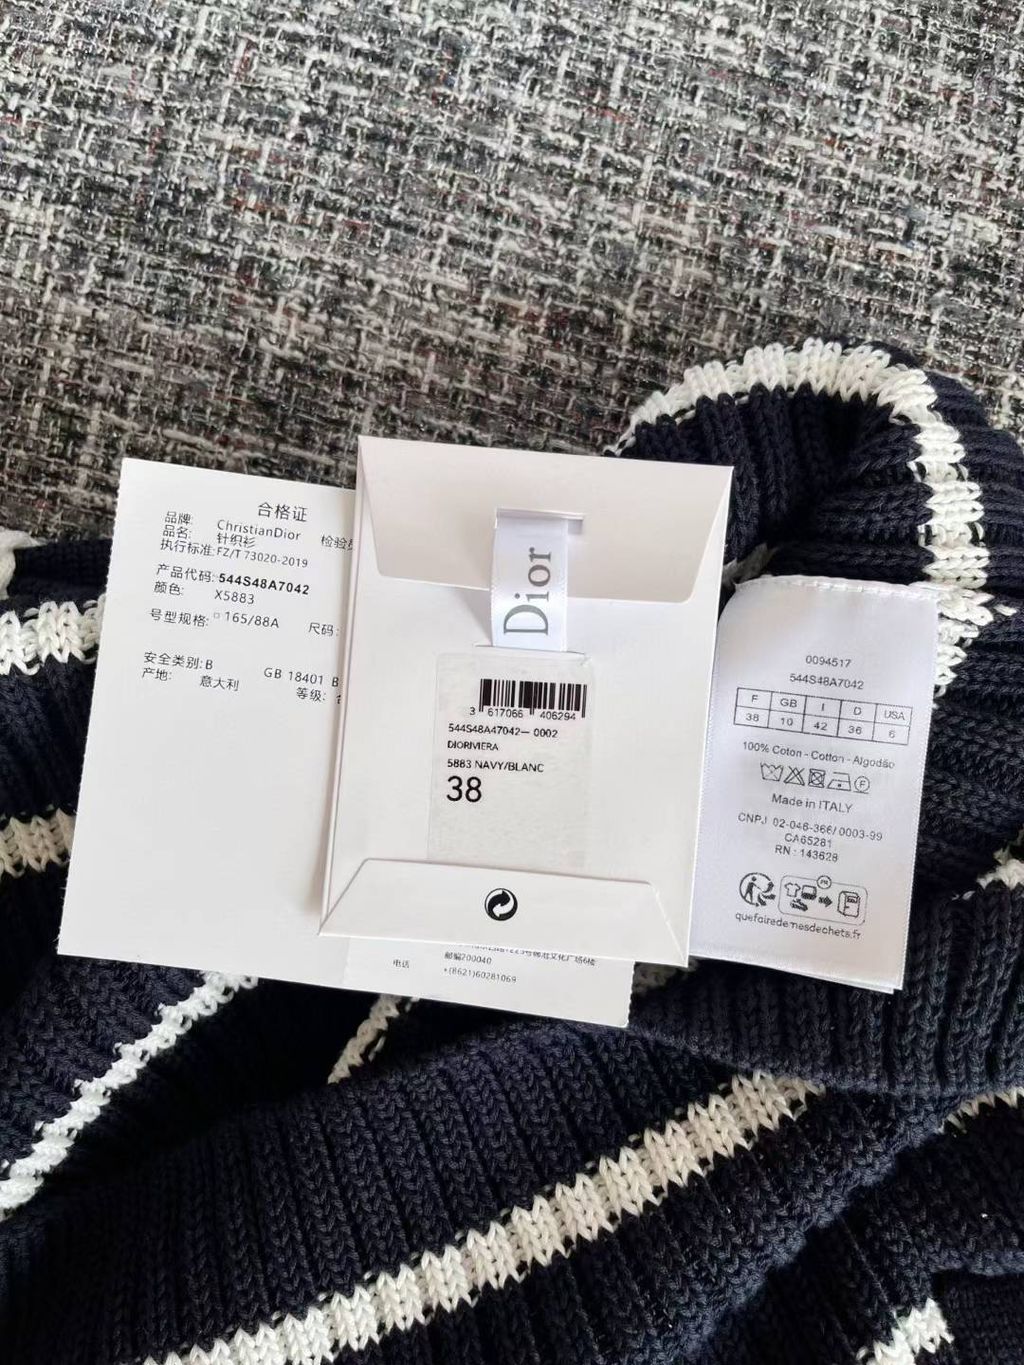 合格证
品牌: ChristianDior 检验
品名: 针织衫
执行标准: FZ/T 73020-2019
产品代码: 544S48A7042
颜色: X5883
号型规格: 165/88A 尺码:
安全类别: B GB 18401 B
产地: 意大利 等级:
Dior
3 617066 406294
544S48A47042— 0002
DIORIVIERA
5883 NAVY/BLANC
38
6楼
邮编200040
电话 +(8621)60281069
0094517
544S48A7042
F GB I D USA
38 10 42 36 6
100% Coton - Cotton - Algodão
Made in ITALY
CNPJ 02-046-366/0003-99
CA65281
RN : 143628
FR
quefairedemesdechets.fr